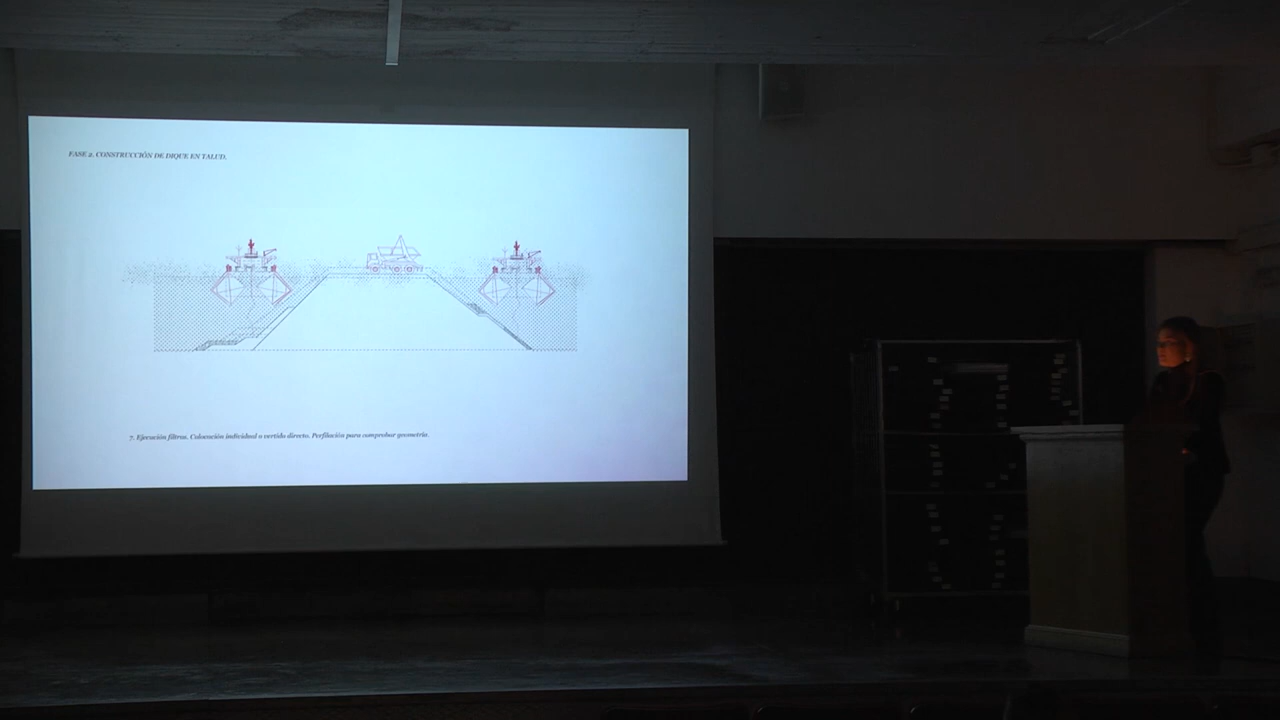 FASE 2. CONSTRUCCIÓN DE DIQUE EN TALUD.
7. Ejecución filtros. Colocación individual o vertido directo. Perfilación para comprobar geometría.